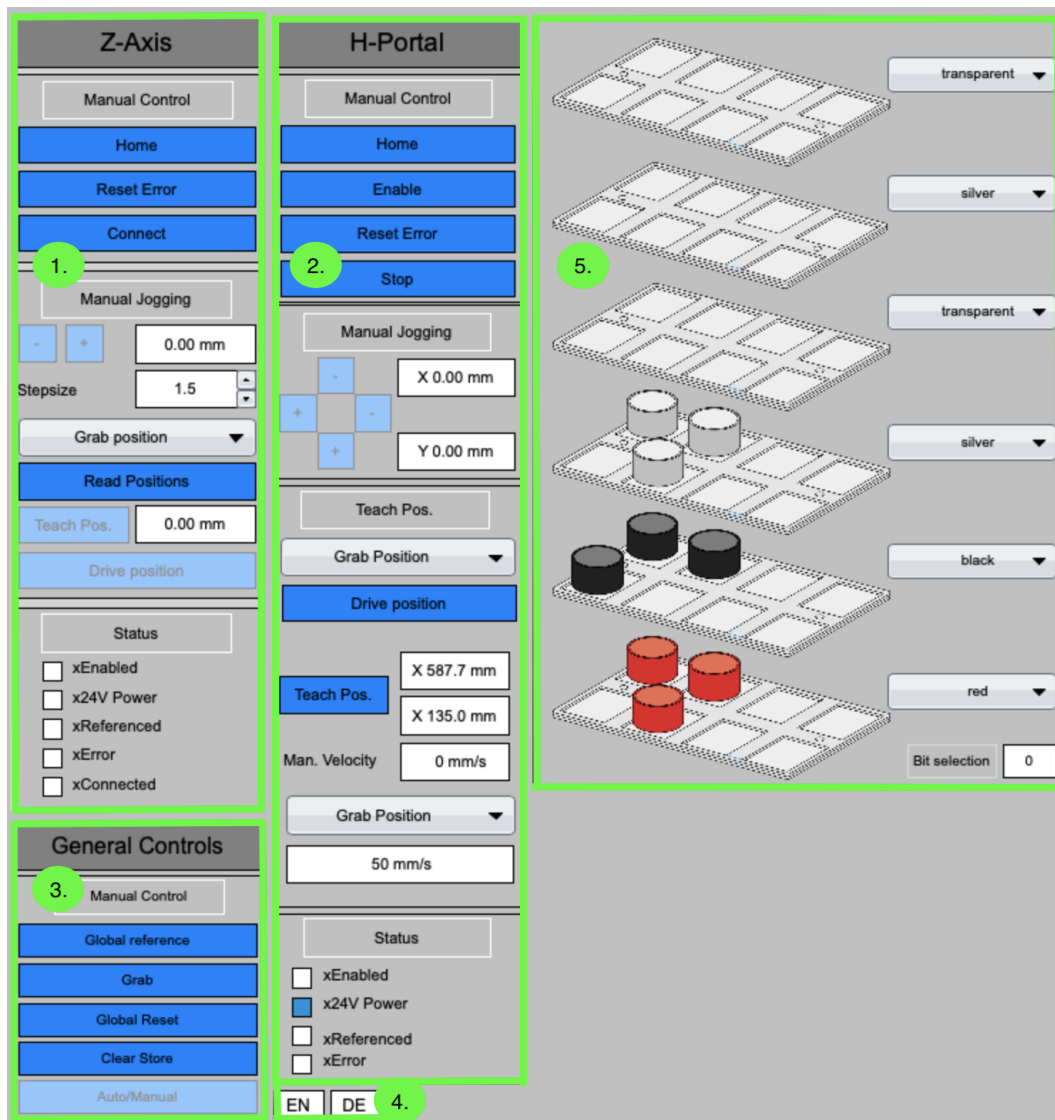 Z-Axis
Manual Control
Home
Reset Error
Connect
1.
Manual Jogging
- + 0.00 mm
Stepsize 1.5
Grab position
Read Positions
Teach Pos. 0.00 mm
Drive position
Status
xEnabled
x24V Power
xReferenced
xError
xConnected
H-Portal
Manual Control
Home
Enable
Reset Error
2.
Stop
Manual Jogging
- X 0.00 mm
+ -
+ Y 0.00 mm
Teach Pos.
Grab Position
Drive position
X 587.7 mm
Teach Pos.
X 135.0 mm
Man. Velocity 0 mm/s
Grab Position
50 mm/s
Status
xEnabled
x24V Power
xReferenced
xError
General Controls
3.
Manual Control
Global reference
Grab
Global Reset
Clear Store
Auto/Manual
EN DE 4.
transparent
silver
5.
transparent
silver
black
red
Bit selection 0